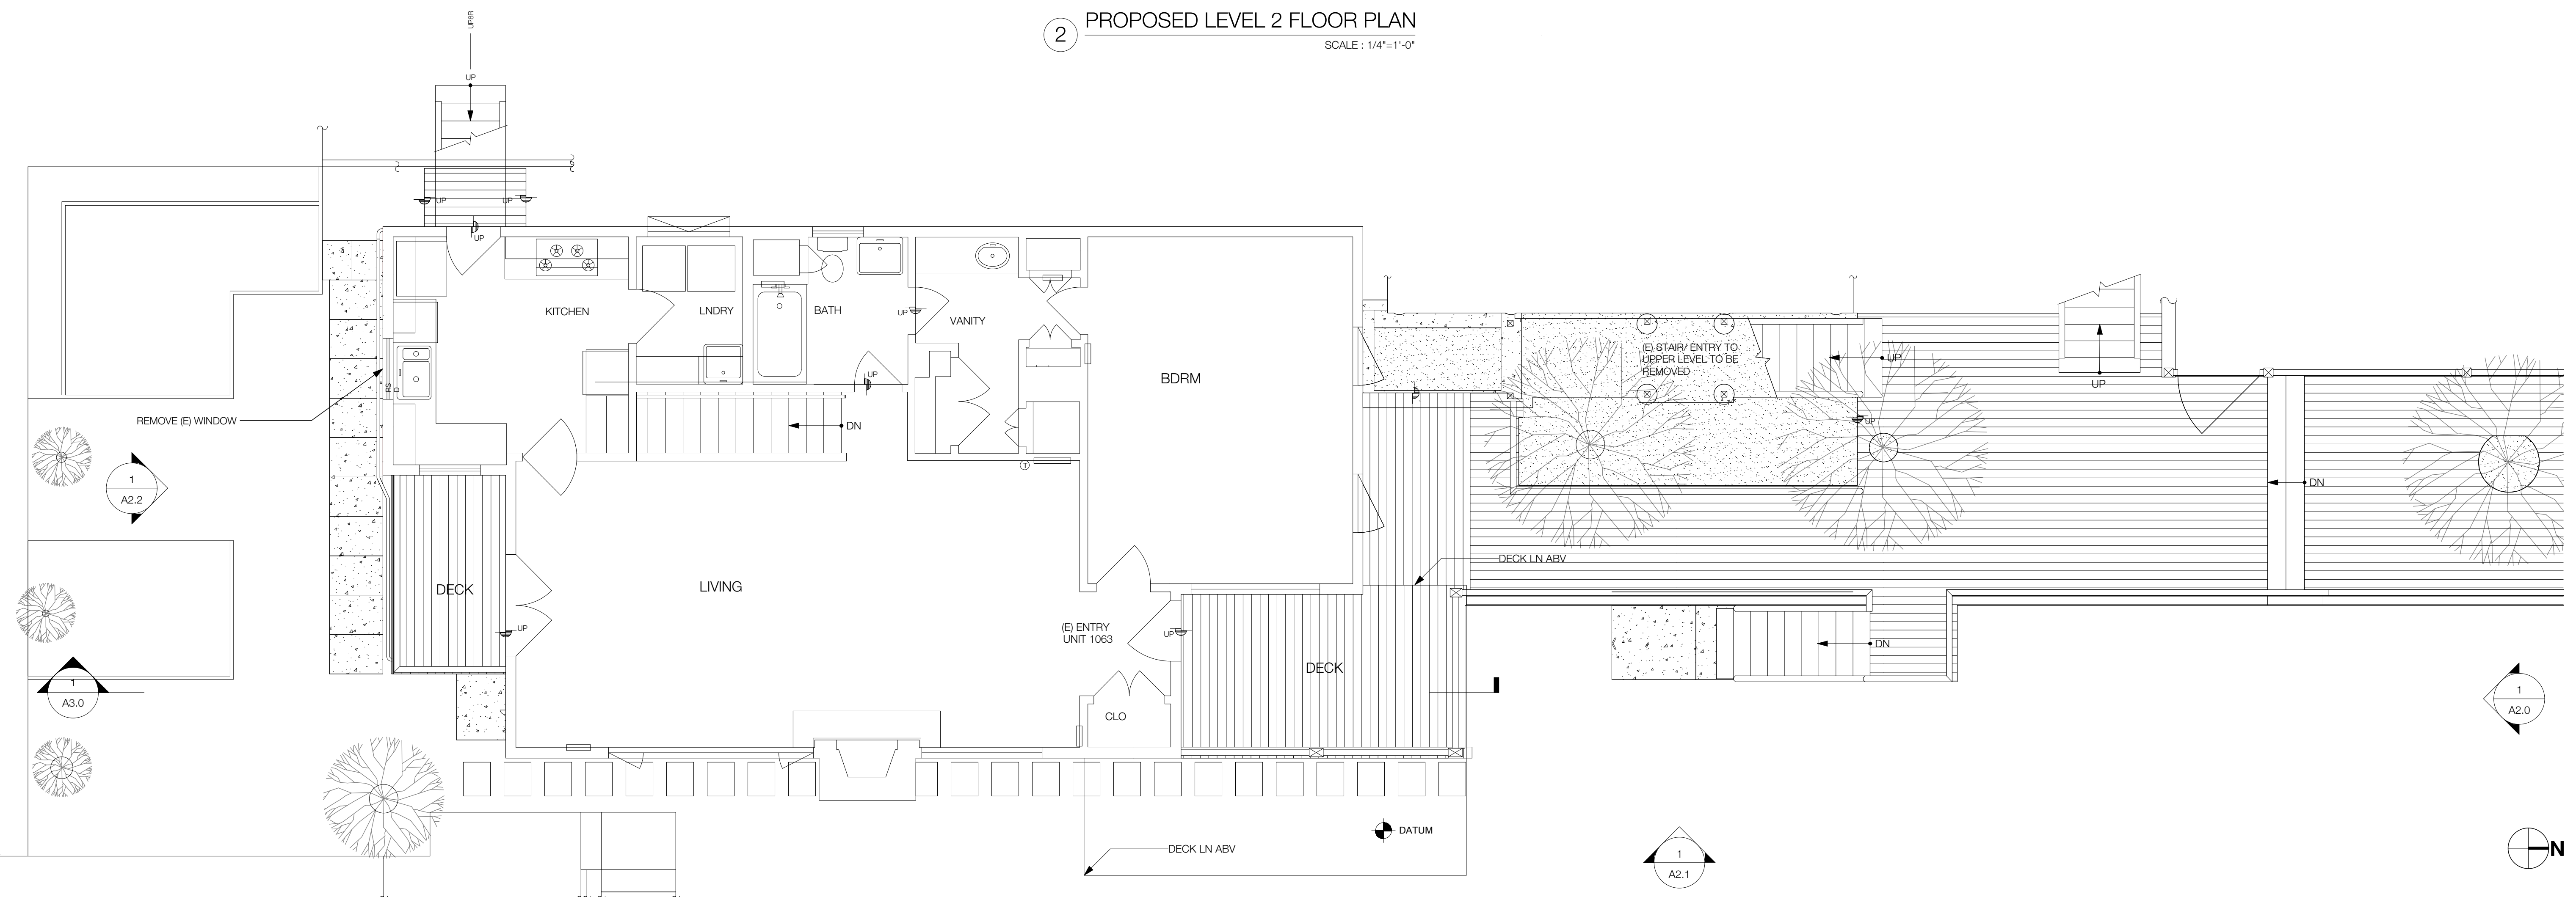 UP8R
2
PROPOSED LEVEL 2 FLOOR PLAN
SCALE : 1/4"=1'-0"
UP
UP
UP
UP
KITCHEN
LNDRY
BATH
UP
VANITY
(E) STAIR/ ENTRY TO
UPPER LEVEL TO BE
REMOVED
UP
UP
BDRM
UP
RS
D
REMOVE (E) WINDOW
DN
UP
T
1
A2.2
DN
DECK LN ABV
LIVING
DECK
(E) ENTRY
UNIT 1063
UP
UP
DN
DECK
1
A3.0
1
A2.0
CLO
DATUM
DECK LN ABV
1
A2.1
N